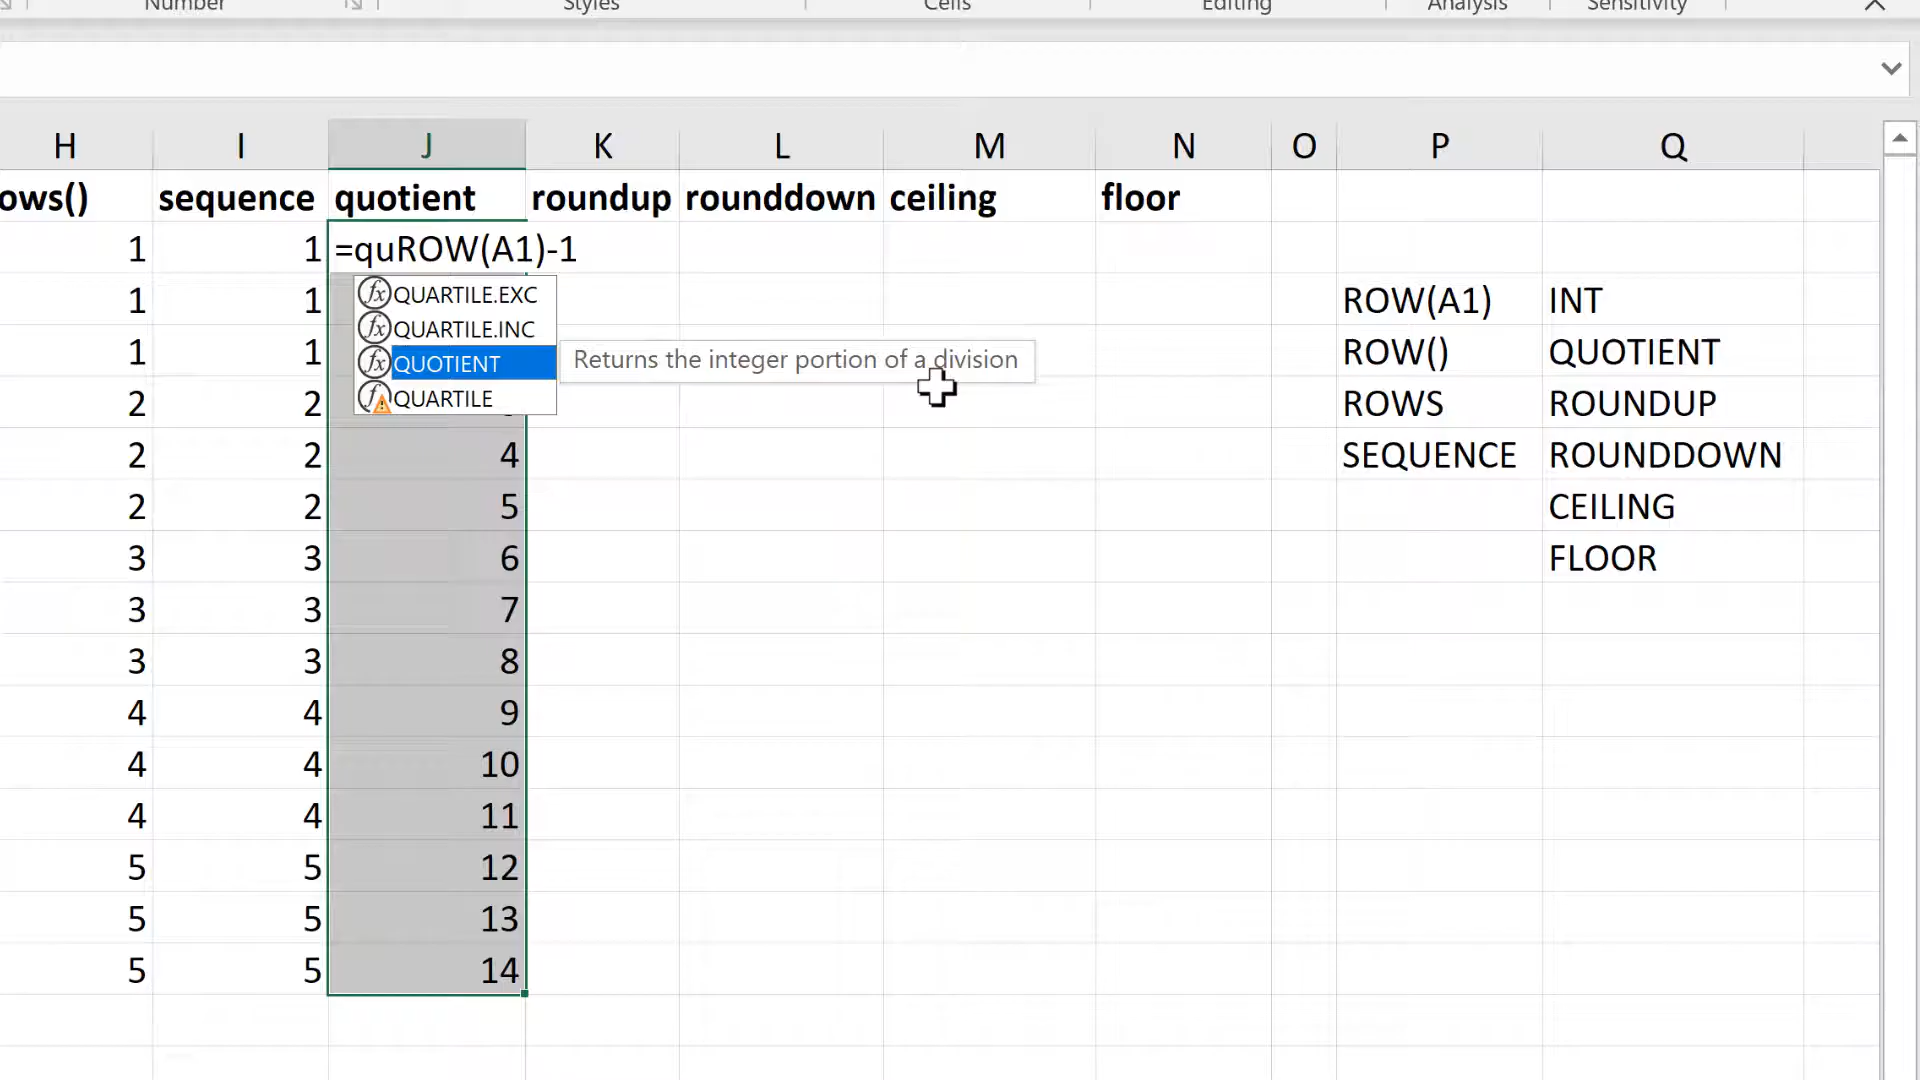 Number Styles Cells Editing Analysis Sensitivity
H I J K L M N O P Q
ows() sequence quotient roundup rounddown ceiling floor
1 1 =quROW(A1)-1
QUARTILE.EXC
1 1 ROW(A1) INT
QUARTILE.INC
1 1 ROW() QUOTIENT
QUOTIENT Returns the integer portion of a division
QUARTILE
2 2 ROWS ROUNDUP
2 2 4 SEQUENCE ROUNDDOWN
2 2 5 CEILING
3 3 6 FLOOR
3 3 7
3 3 8
4 4 9
4 4 10
4 4 11
5 5 12
5 5 13
5 5 14